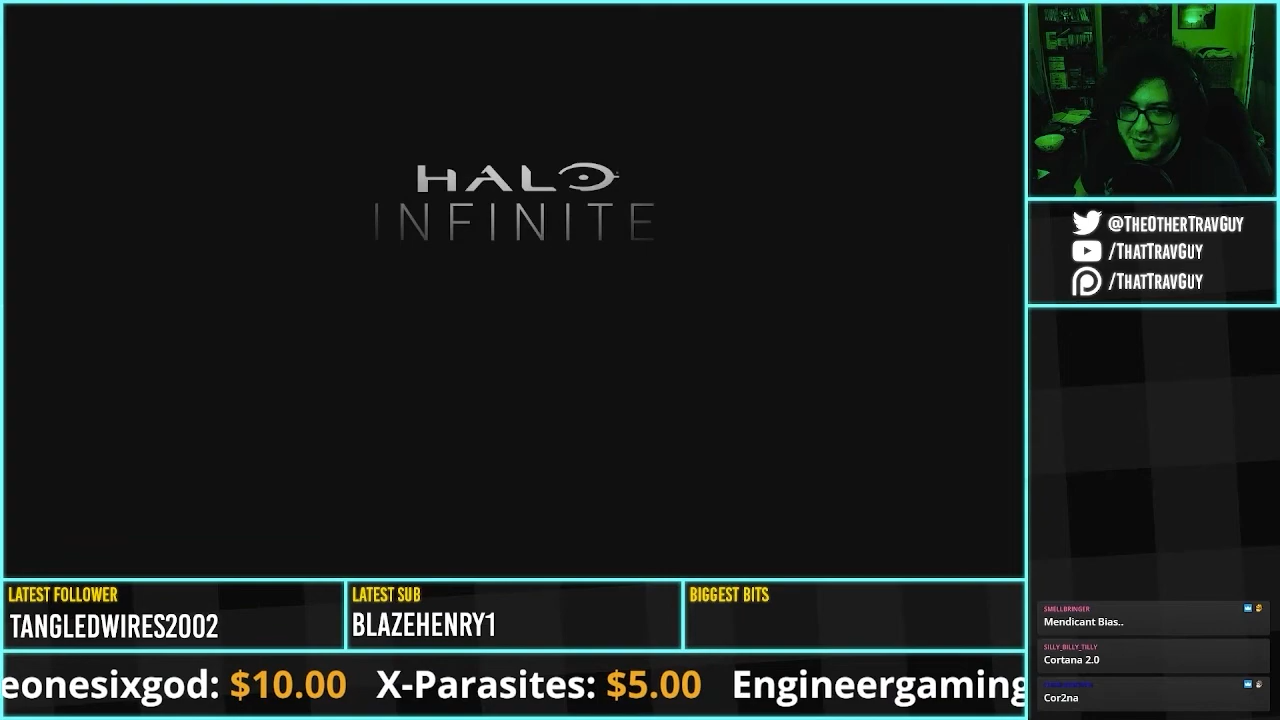 HALO
INFINITE
@TheOtherTravGuy
/ThatTravGuy
/ThatTravGuy
SMELLBRINGER
Mendicant Bias..
SILLY_BILLY_TILLY
Cortana 2.0
Cor2na
LATEST FOLLOWER
TANGLEDWIRES2002
LATEST SUB
BLAZEHENRY1
BIGGEST BITS
eonesixgod: $10.00 X-Parasites: $5.00 Engineergaming